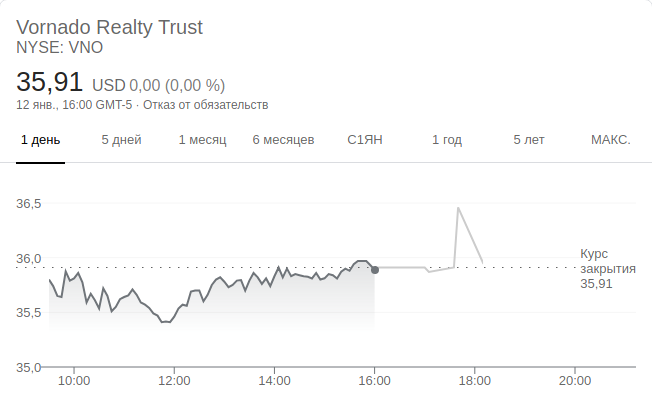 Vornado Realty Trust
NYSE: VNO
35,91 USD 0,00 (0,00 %)
12 янв., 16:00 GMT-5 · Отказ от обязательств
1 день 5 дней 1 месяц 6 месяцев С1ЯН 1 год 5 лет МАКС.
36,5
36,0
35,5
35,0
Курс
закрытия
35,91
10:00 12:00 14:00 16:00 18:00 20:00